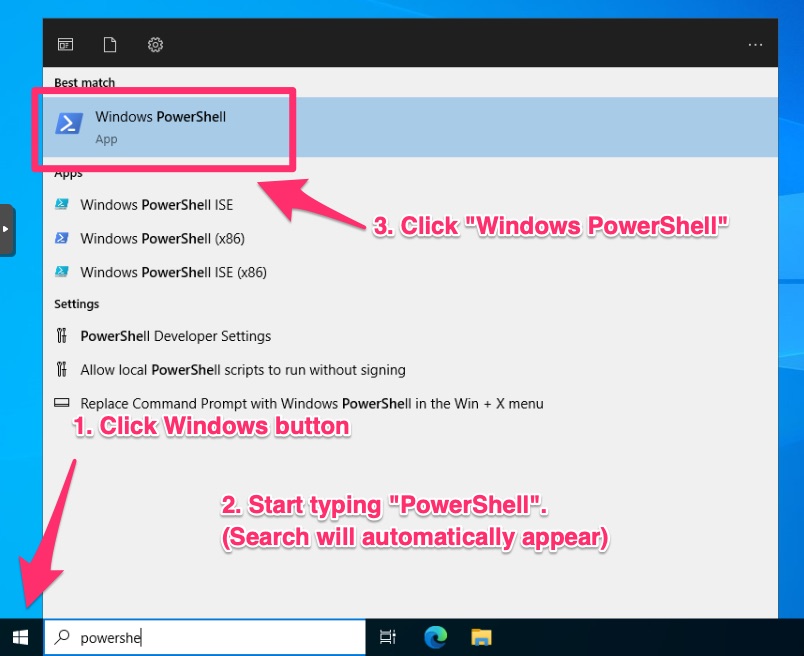 Best match
Windows PowerShell
App
Apps
Windows PowerShell ISE
3. Click "Windows PowerShell"
Windows PowerShell (x86)
Windows PowerShell ISE (x86)
Settings
PowerShell Developer Settings
Allow local PowerShell scripts to run without signing
Replace Command Prompt with Windows PowerShell in the Win + X menu
1. Click Windows button
2. Start typing "PowerShell".
(Search will automatically appear)
powershe